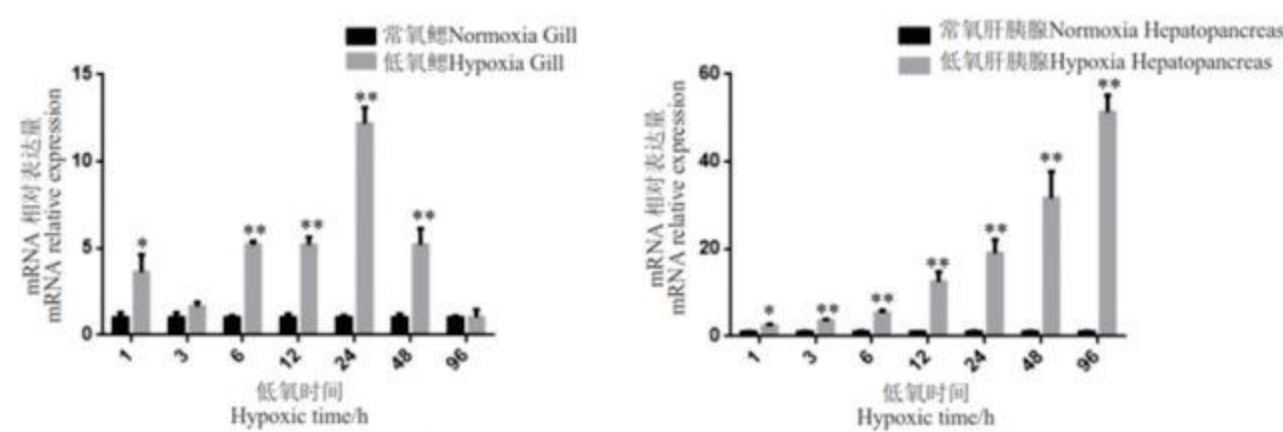 常氧鳃Normoxia Gill
低氧鳃Hypoxia Gill
mRNA 相对表达量
mRNA relative expression
15
10
5
0
*
**
**
**
**
1
3
6
12
24
48
96
低氧时间
Hypoxic time/h
常氧肝胰腺Normoxia Hepatopancreas
低氧肝胰腺Hypoxia Hepatopancreas
mRNA 相对表达量
mRNA relative expression
60
40
20
0
*
**
**
**
**
**
**
1
3
6
12
24
48
96
低氧时间
Hypoxic time/h